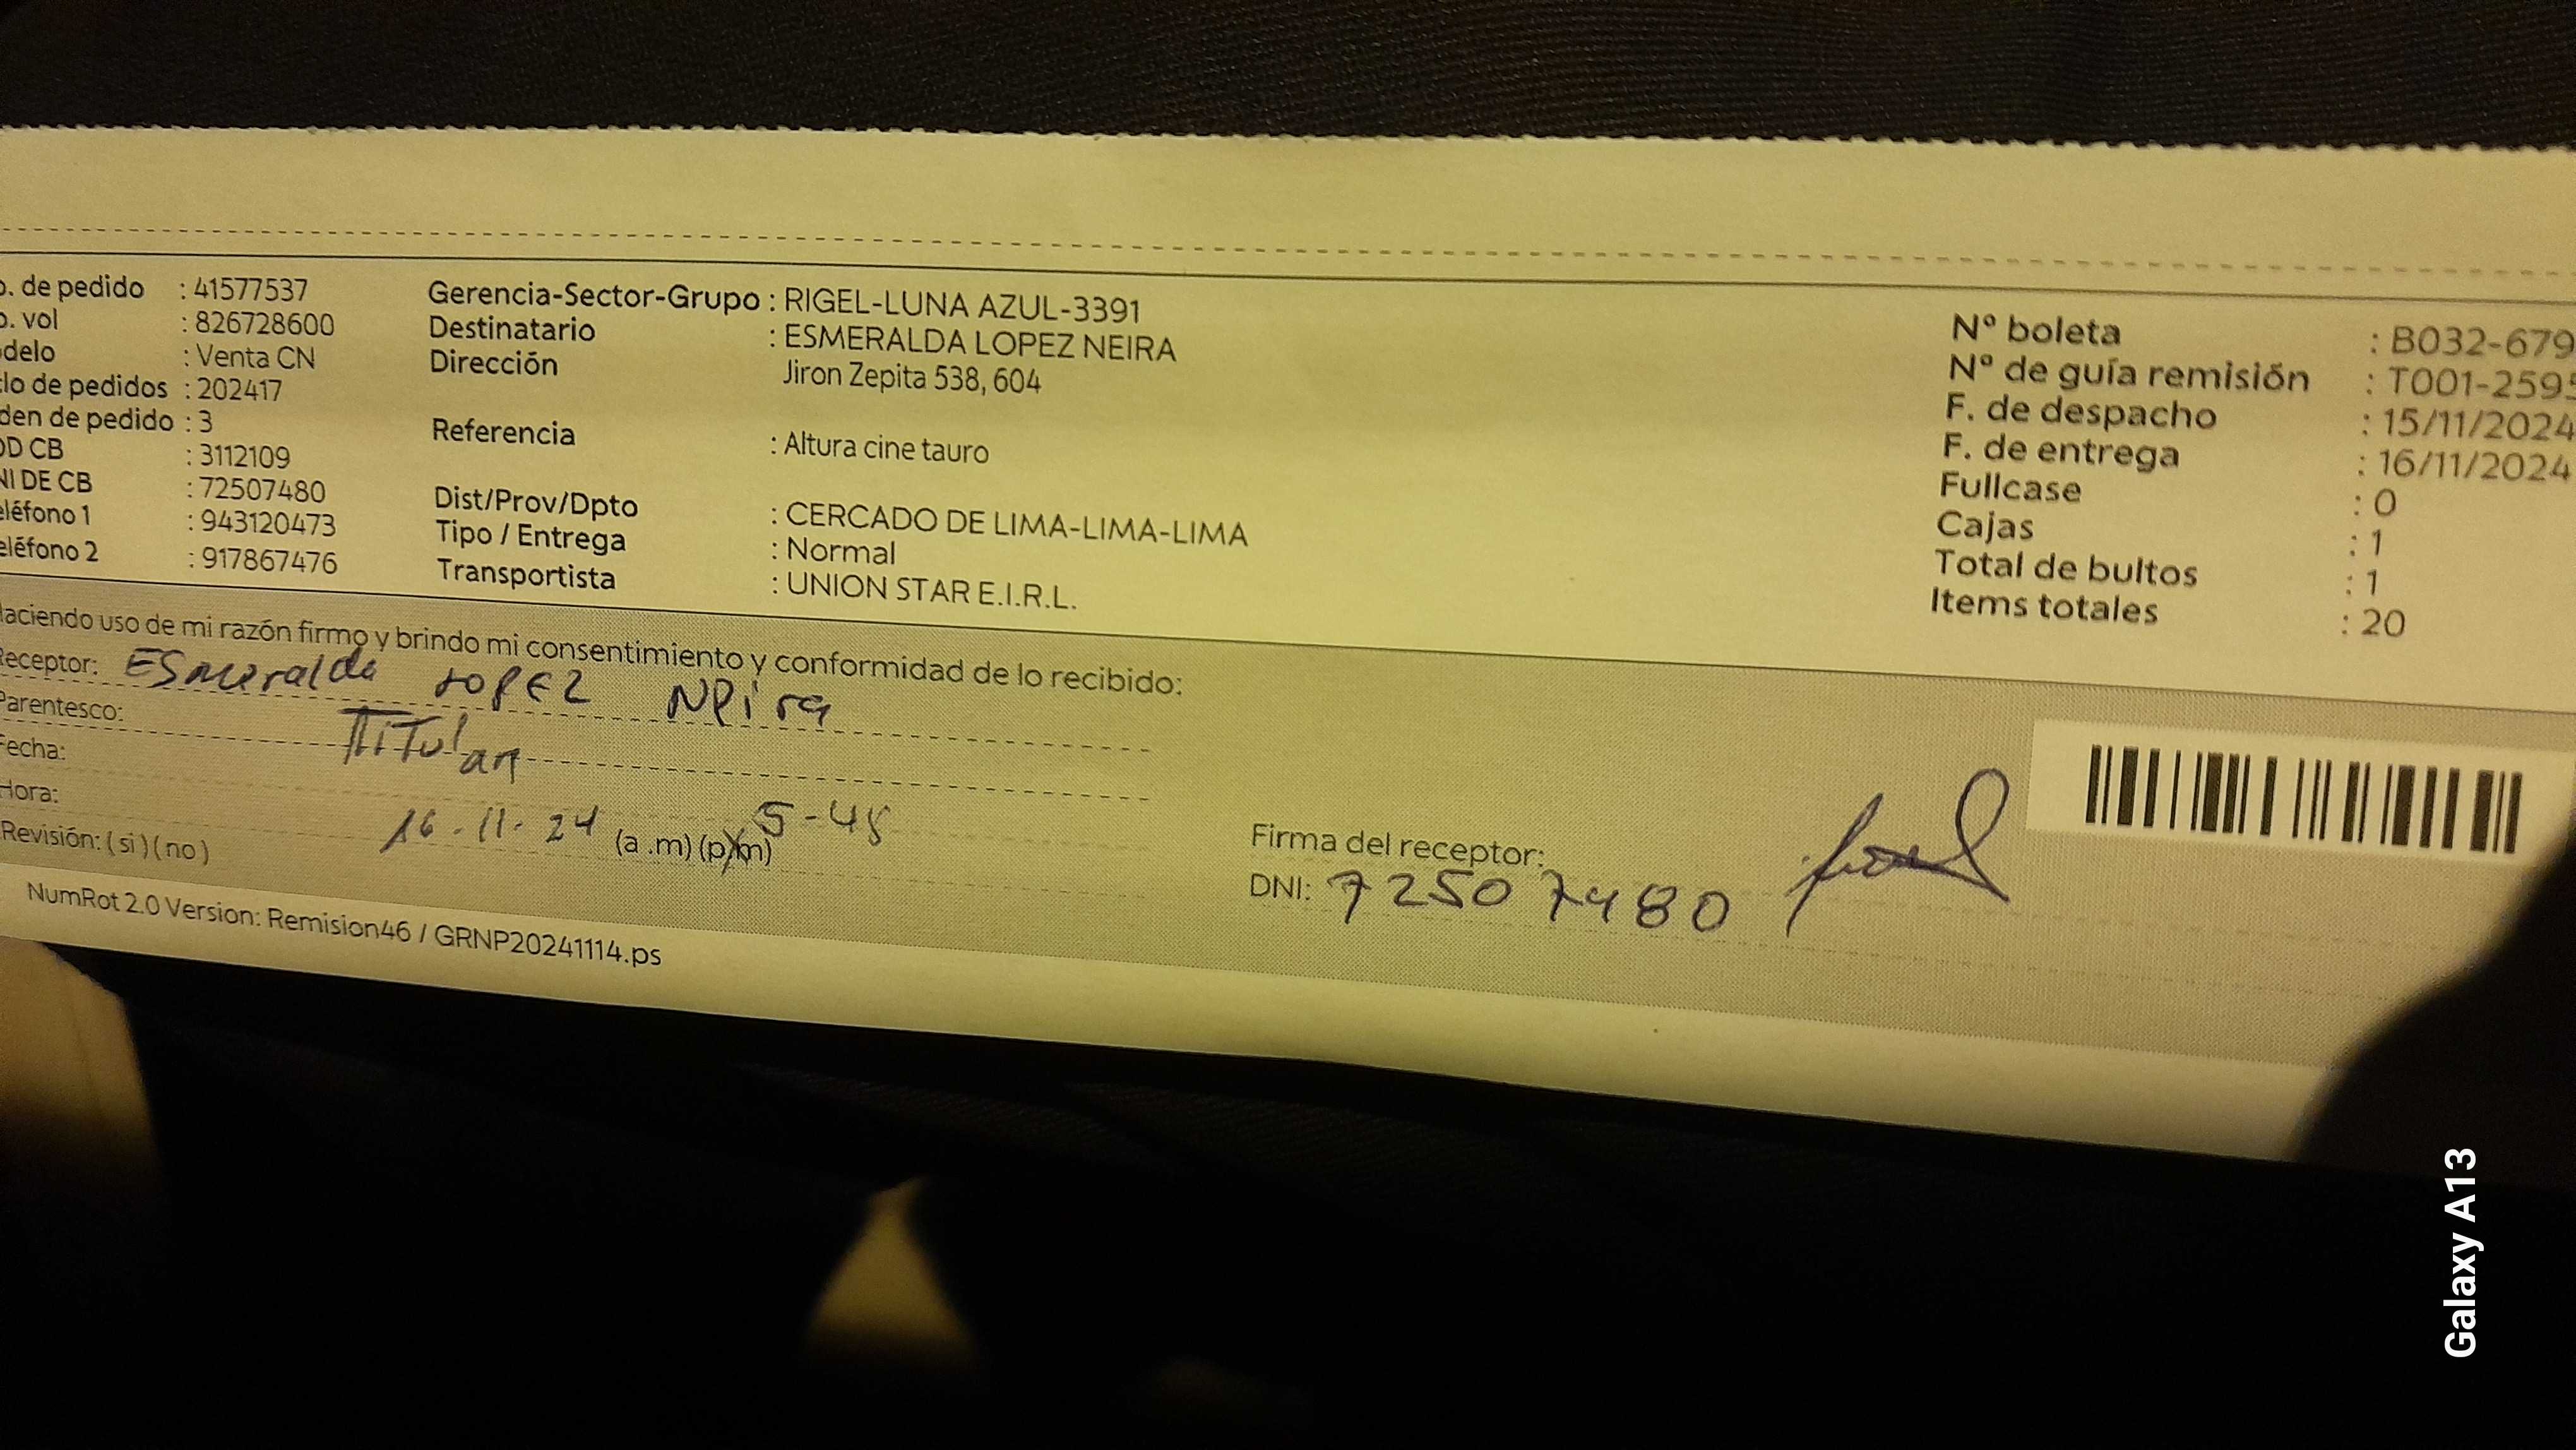 o. de pedido : 41577537
o. vol : 826728600
delo : Venta CN
lo de pedidos : 202417
den de pedido : 3
OD CB : 3112109
NI DE CB : 72507480
eléfono 1 : 943120473
eléfono 2 : 917867476
Gerencia-Sector-Grupo : RIGEL-LUNA AZUL-3391
Destinatario : ESMERALDA LOPEZ NEIRA
Dirección Jiron Zepita 538, 604
Referencia : Altura cine tauro
Dist/Prov/Dpto : CERCADO DE LIMA-LIMA-LIMA
Tipo / Entrega : Normal
Transportista : UNION STAR E.I.R.L.
Nº boleta : B032-679
Nº de guía remisión : T001-2595
F. de despacho : 15/11/2024
F. de entrega : 16/11/2024
Fullcase : 0
Cajas : 1
Total de bultos : 1
Items totales : 20
Haciendo uso de mi razón firmo y brindo mi consentimiento y conformidad de lo recibido:
Receptor: ESmeralda LOPEZ NPira
Parentesco: TiTular
Fecha: 16-11-24
Hora: (a .m) (p.m) 5-45
Revisión: ( si ) ( no )
Firma del receptor:
DNI: 72507480
NumRot 2.0 Version: Remision46 / GRNP20241114.ps
Galaxy A13